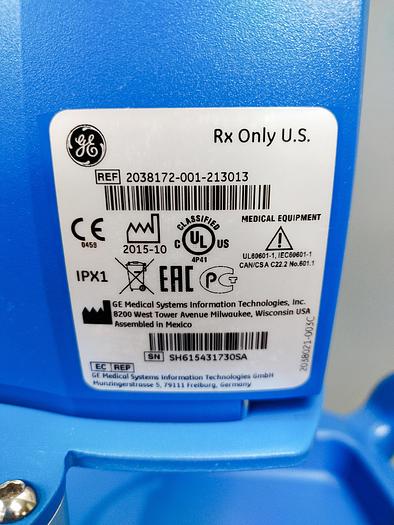 GE
Rx Only U.S.
REF 2038172-001-213013
CE
0459
2015-10
CLASSIFIED
C UL US
4P41
MEDICAL EQUIPMENT
UL60601-1, IEC60601-1
CAN/CSA C22.2 No.601.1
IPX1
EAC
GE Medical Systems Information Technologies, Inc.
8200 West Tower Avenue Milwaukee, Wisconsin USA
Assembled in Mexico
SN SH615431730SA
2038021-003C
EC REP
GE Medical Systems Information Technologies GmbH
Munzingerstrasse 5, 79111 Freiburg, Germany